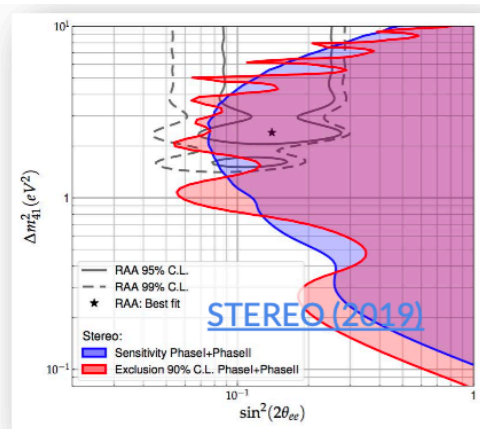 10¹
1
10⁻¹
Δm²₄₁(eV²)
RAA 95% C.L.
RAA 99% C.L.
RAA: Best fit
STEREO (2019)
Stereo:
Sensitivity PhaseI+PhaseII
Exclusion 90% C.L. PhaseI+PhaseII
10⁻¹
1
sin²(2θₑₑ)